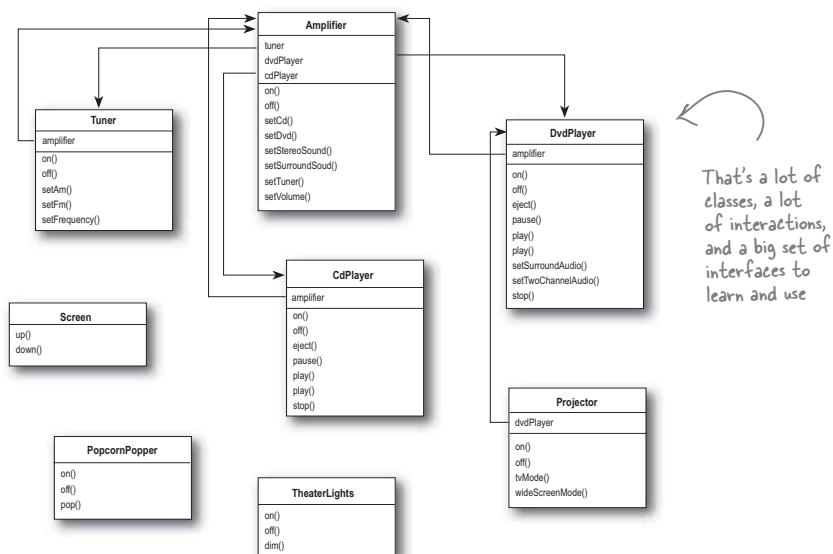 Amplifier
tuner
dvdPlayer
cdPlayer
on()
off()
setCd()
setDvd()
setStereoSound()
setSurroundSoud()
setTuner()
setVolume()
Tuner
amplifier
on()
off()
setAm()
setFm()
setFrequency()
DvdPlayer
amplifier
on()
off()
eject()
pause()
play()
play()
setSurroundAudio()
setTwoChannelAudio()
stop()
That's a lot of
classes, a lot
of interactions,
and a big set of
interfaces to
learn and use
CdPlayer
amplifier
on()
off()
eject()
pause()
play()
play()
stop()
Screen
up()
down()
Projector
dvdPlayer
on()
off()
tvMode()
wideScreenMode()
PopcornPopper
on()
off()
pop()
TheaterLights
on()
off()
dim()